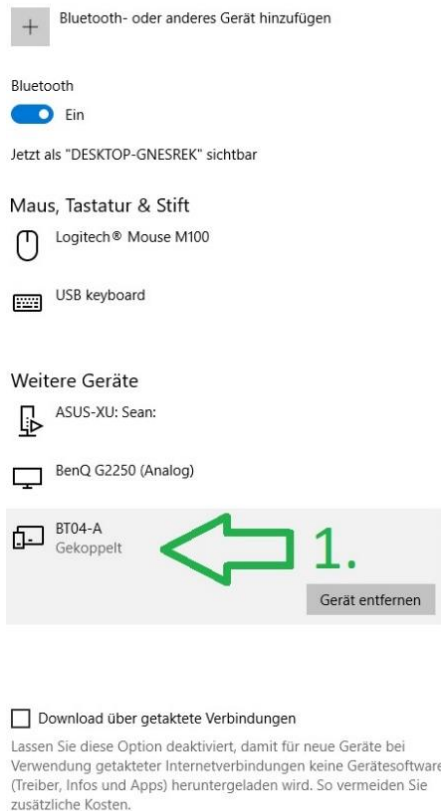 Bluetooth- oder anderes Gerät hinzufügen
Bluetooth
Ein
Jetzt als "DESKTOP-GNESREK" sichtbar
Maus, Tastatur & Stift
Logitech® Mouse M100
USB keyboard
Weitere Geräte
ASUS-XU: Sean:
BenQ G2250 (Analog)
BT04-A
Gekoppelt
1.
Gerät entfernen
Download über getaktete Verbindungen
Lassen Sie diese Option deaktiviert, damit für neue Geräte bei
Verwendung getakteter Internetverbindungen keine Gerätesoftware
(Treiber, Infos und Apps) heruntergeladen wird. So vermeiden Sie
zusätzliche Kosten.